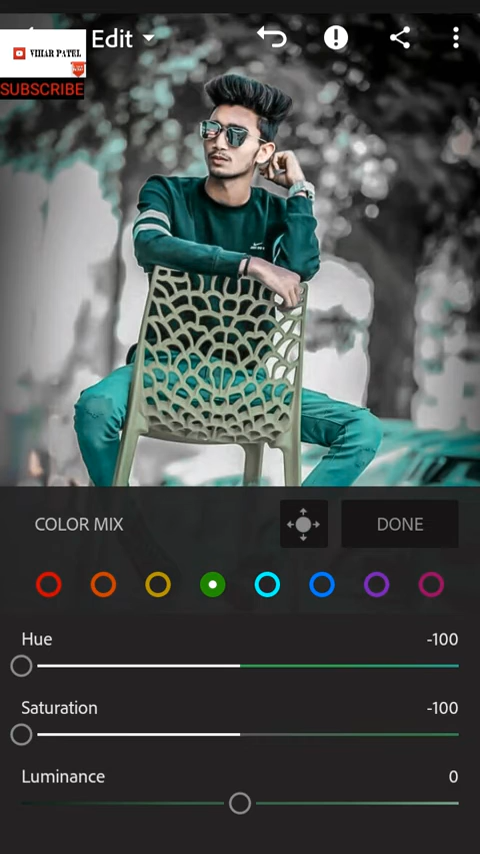 Edit
VIHAR PATEL
SUBSCRIBE
COLOR MIX
DONE
Hue
-100
Saturation
-100
Luminance
0